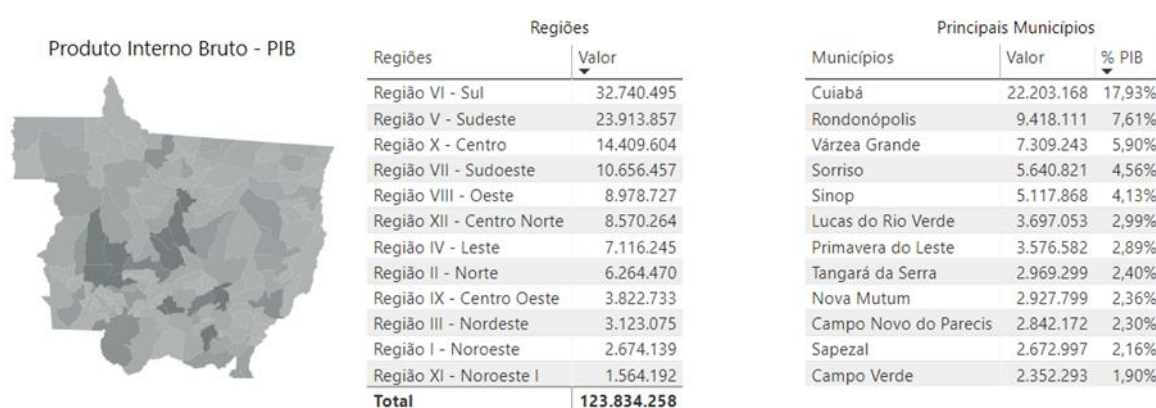 Produto Interno Bruto - PIB
Regiões
Regiões Valor
Região VI - Sul 32.740.495
Região V - Sudeste 23.913.857
Região X - Centro 14.409.604
Região VII - Sudoeste 10.656.457
Região VIII - Oeste 8.978.727
Região XII - Centro Norte 8.570.264
Região IV - Leste 7.116.245
Região II - Norte 6.264.470
Região IX - Centro Oeste 3.822.733
Região III - Nordeste 3.123.075
Região I - Noroeste 2.674.139
Região XI - Noroeste I 1.564.192
Total 123.834.258
Principais Municípios
Municípios Valor % PIB
Cuiabá 22.203.168 17,93%
Rondonópolis 9.418.111 7,61%
Várzea Grande 7.309.243 5,90%
Sorriso 5.640.821 4,56%
Sinop 5.117.868 4,13%
Lucas do Rio Verde 3.697.053 2,99%
Primavera do Leste 3.576.582 2,89%
Tangará da Serra 2.969.299 2,40%
Nova Mutum 2.927.799 2,36%
Campo Novo do Parecis 2.842.172 2,30%
Sapezal 2.672.997 2,16%
Campo Verde 2.352.293 1,90%